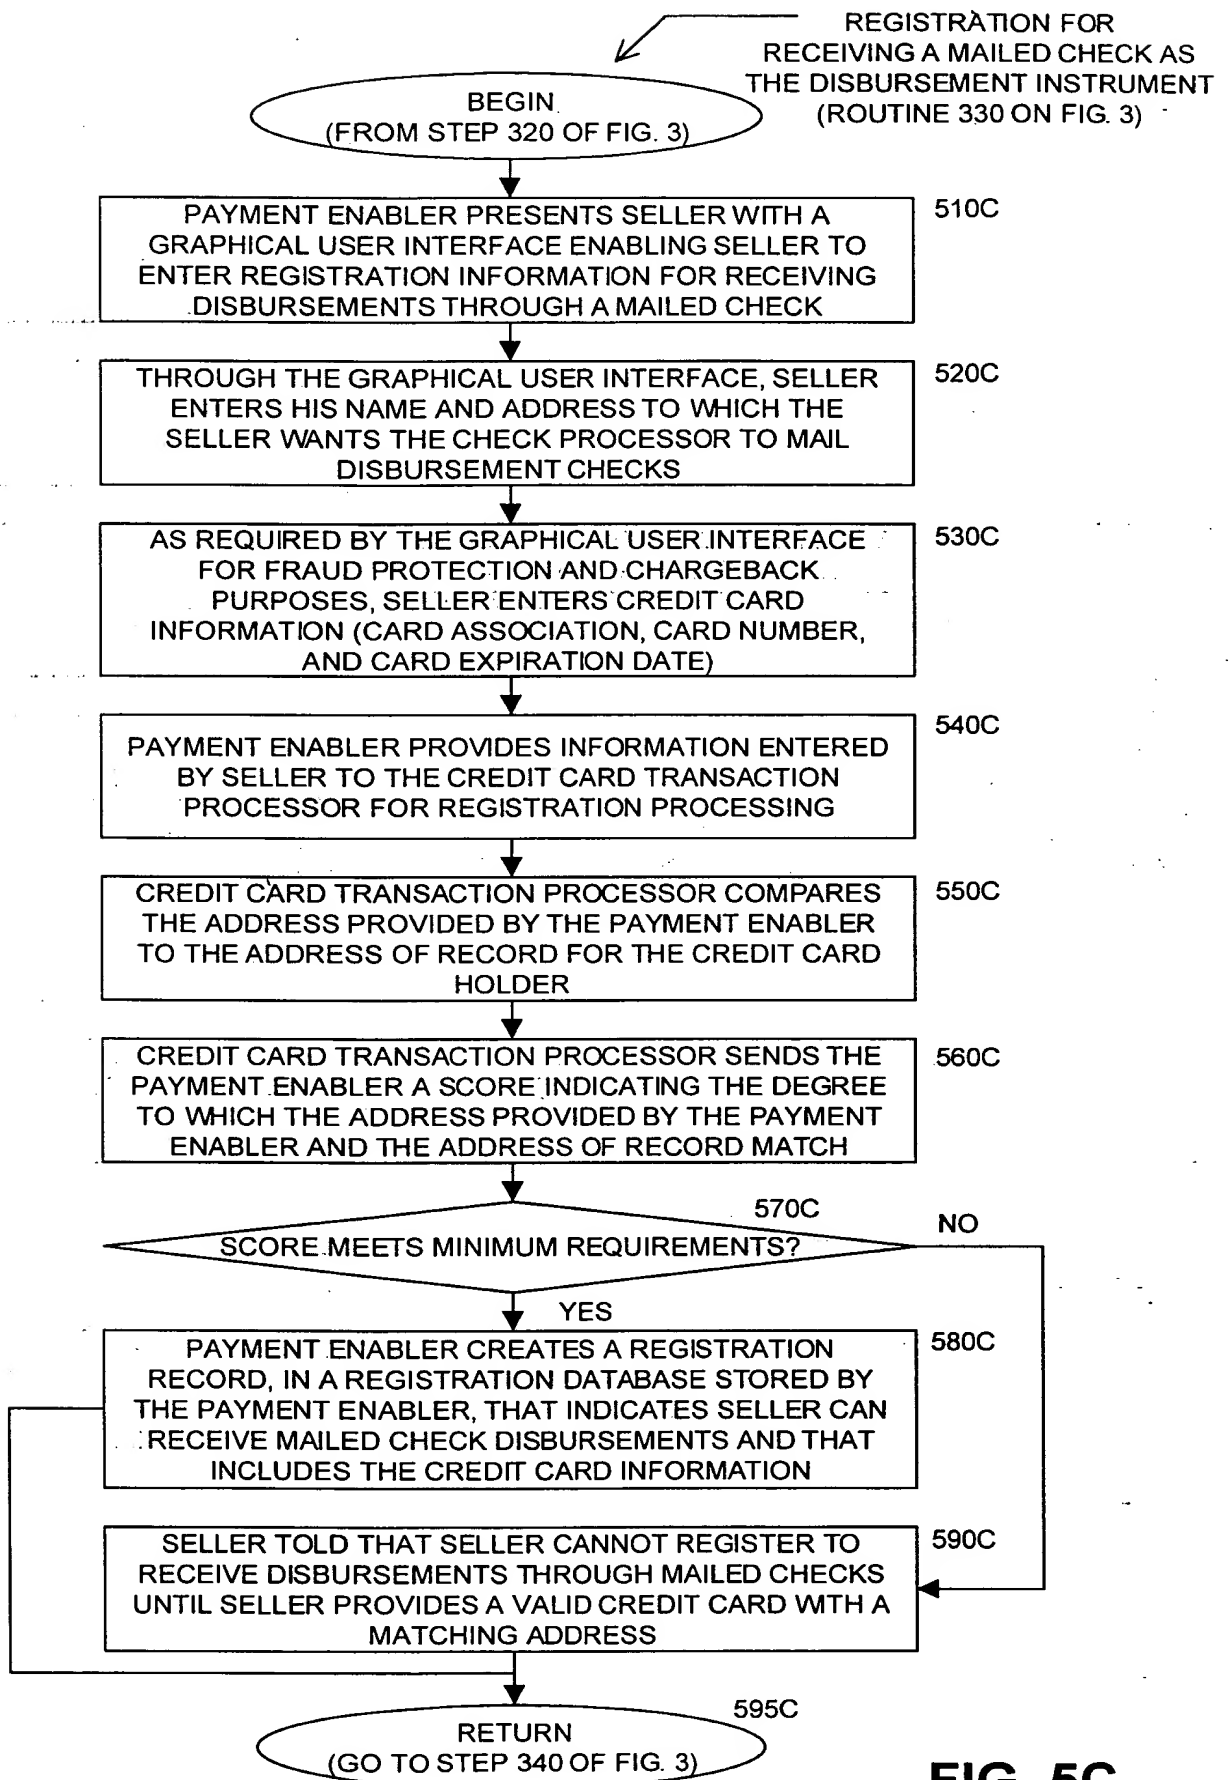 REGISTRATION FOR
RECEIVING A MAILED CHECK AS
THE DISBURSEMENT INSTRUMENT
(ROUTINE 330 ON FIG. 3)
BEGIN
(FROM STEP 320 OF FIG. 3)
510C
PAYMENT ENABLER PRESENTS SELLER WITH A
GRAPHICAL USER INTERFACE ENABLING SELLER TO
ENTER REGISTRATION INFORMATION FOR RECEIVING
DISBURSEMENTS THROUGH A MAILED CHECK
520C
THROUGH THE GRAPHICAL USER INTERFACE, SELLER
ENTERS HIS NAME AND ADDRESS TO WHICH THE
SELLER WANTS THE CHECK PROCESSOR TO MAIL
DISBURSEMENT CHECKS
530C
AS REQUIRED BY THE GRAPHICAL USER INTERFACE
FOR FRAUD PROTECTION AND CHARGEBACK
PURPOSES, SELLER ENTERS CREDIT CARD
INFORMATION (CARD ASSOCIATION, CARD NUMBER,
AND CARD EXPIRATION DATE)
540C
PAYMENT ENABLER PROVIDES INFORMATION ENTERED
BY SELLER TO THE CREDIT CARD TRANSACTION
PROCESSOR FOR REGISTRATION PROCESSING
550C
CREDIT CARD TRANSACTION PROCESSOR COMPARES
THE ADDRESS PROVIDED BY THE PAYMENT ENABLER
TO THE ADDRESS OF RECORD FOR THE CREDIT CARD
HOLDER
560C
CREDIT CARD TRANSACTION PROCESSOR SENDS THE
PAYMENT ENABLER A SCORE INDICATING THE DEGREE
TO WHICH THE ADDRESS PROVIDED BY THE PAYMENT
ENABLER AND THE ADDRESS OF RECORD MATCH
570C
NO
SCORE MEETS MINIMUM REQUIREMENTS?
YES
580C
PAYMENT ENABLER CREATES A REGISTRATION
RECORD, IN A REGISTRATION DATABASE STORED BY
THE PAYMENT ENABLER, THAT INDICATES SELLER CAN
RECEIVE MAILED CHECK DISBURSEMENTS AND THAT
INCLUDES THE CREDIT CARD INFORMATION
590C
SELLER TOLD THAT SELLER CANNOT REGISTER TO
RECEIVE DISBURSEMENTS THROUGH MAILED CHECKS
UNTIL SELLER PROVIDES A VALID CREDIT CARD WITH A
MATCHING ADDRESS
595C
RETURN
(GO TO STEP 340 OF FIG. 3)
FIG. 5C